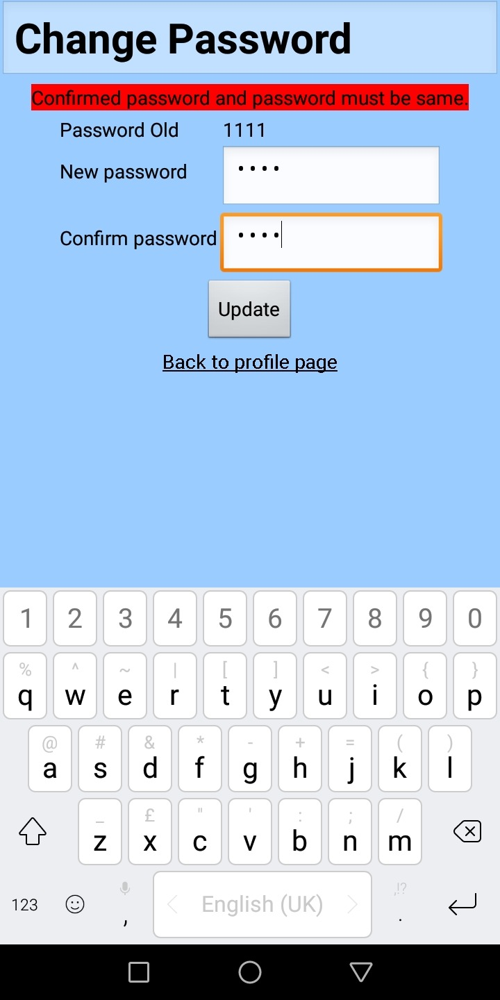 Change Password
Confirmed password and password must be same.
Password Old 1111
New password ••••
Confirm password ••••
Update
Back to profile page
1 2 3 4 5 6 7 8 9 0
% ^ ~ | [ ] < > { }
q w e r t y u i o p
@ # & * - + = ( )
a s d f g h j k l
_ £ " ' : ; /
z x c v b n m
,!?
123 , English (UK) .